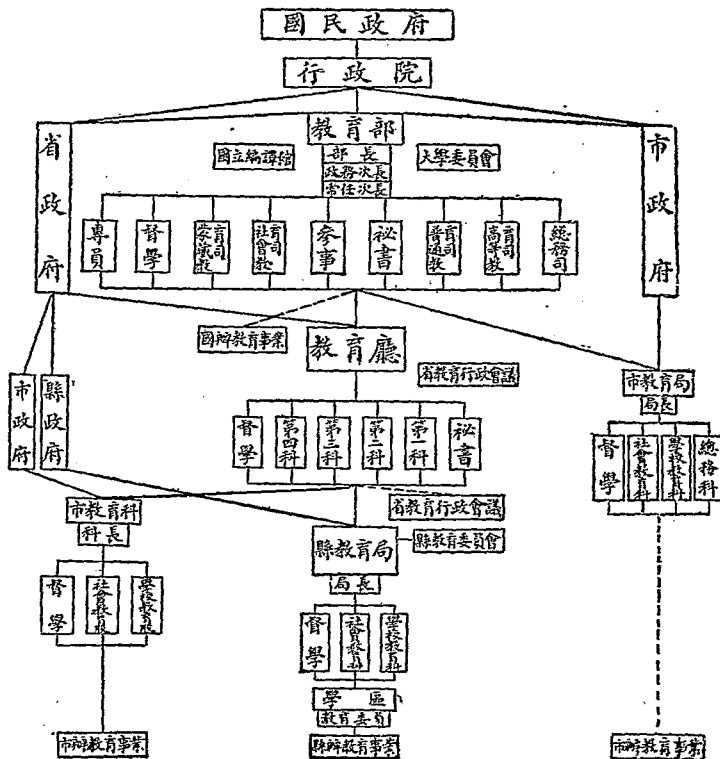 國民政府
行政院
教育部
部長
政務次長
常任次長
國立編譯館
大學委員會
省政府
市政府
專員
督學
蒙藏教育司
社會教育司
參事
秘書
普通教育司
高等教育司
總務司
國辦教育事業
教育廳
省教育行政會議
市教育局
局長
市政府
縣政府
督學
第四科
第三科
第二科
第一科
秘書
督學
社會教育科
學校教育科
總務科
市教育科
科長
省教育行政會議
縣教育局
縣教育委員會
局長
督學
社會教育股
學校教育股
督學
社會教育科
學校教育科
學區
教育委員
市辦教育事業
縣辦教育事業
市辦教育事業